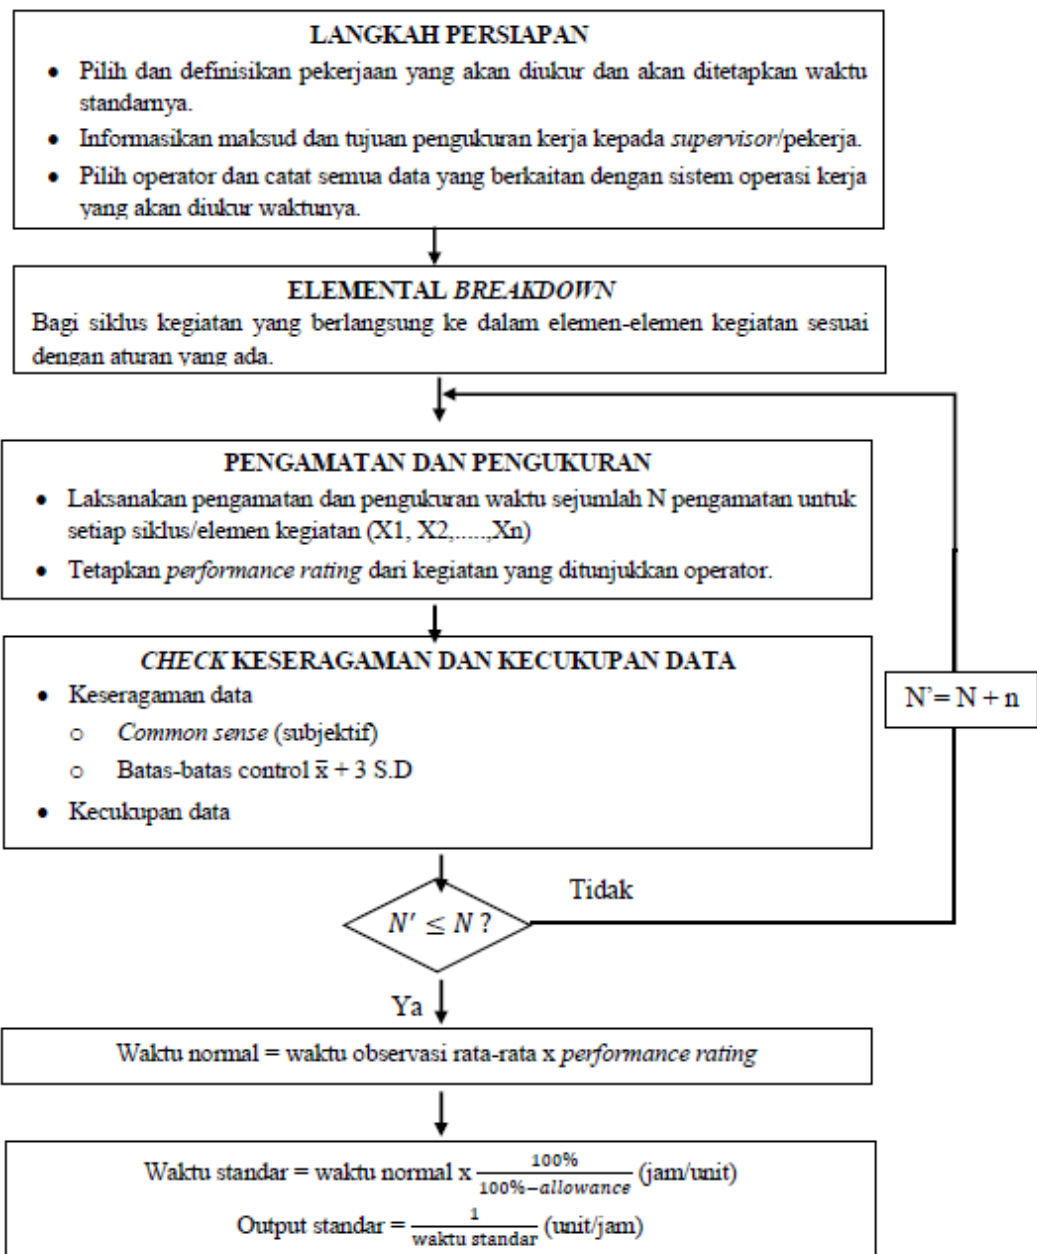 LANGKAH PERSIAPAN
• Pilih dan definisikan pekerjaan yang akan diukur dan akan ditetapkan waktu
standarnya.
• Informasikan maksud dan tujuan pengukuran kerja kepada supervisor/pekerja.
• Pilih operator dan catat semua data yang berkaitan dengan sistem operasi kerja
yang akan diukur waktunya.
ELEMENTAL BREAKDOWN
Bagi siklus kegiatan yang berlangsung ke dalam elemen-elemen kegiatan sesuai
dengan aturan yang ada.
PENGAMATAN DAN PENGUKURAN
• Laksanakan pengamatan dan pengukuran waktu sejumlah N pengamatan untuk
setiap siklus/elemen kegiatan (X1, X2,.....,Xn)
• Tetapkan performance rating dari kegiatan yang ditunjukkan operator.
CHECK KESERAGAMAN DAN KECUKUPAN DATA
• Keseragaman data
o Common sense (subjektif)
o Batas-batas control x̄ + 3 S.D
• Kecukupan data
N'= N + n
Tidak
N' ≤ N ?
Ya
Waktu normal = waktu observasi rata-rata x performance rating
Waktu standar = waktu normal x 100% / 100%−allowance (jam/unit)
Output standar = 1 / waktu standar (unit/jam)